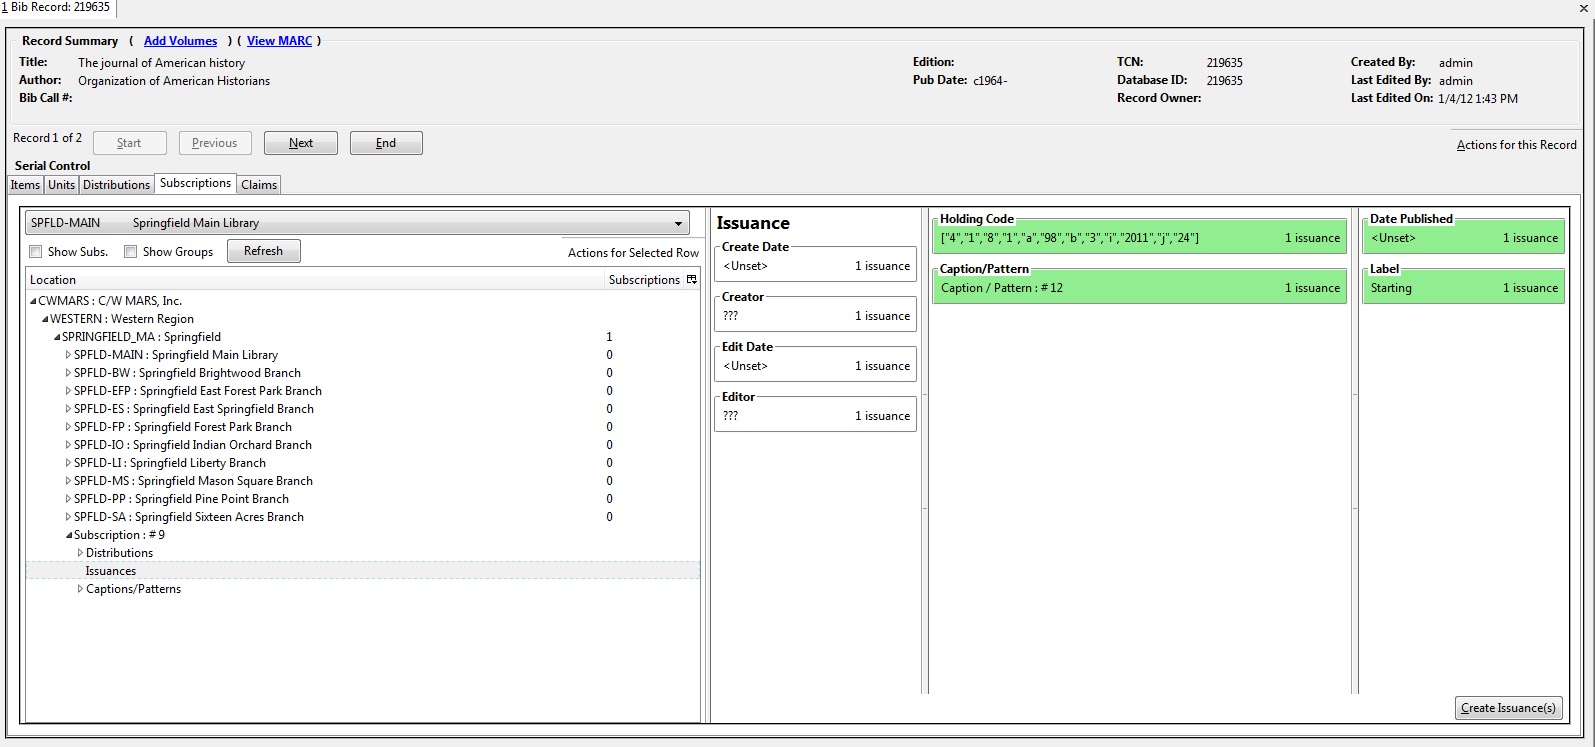 1 Bib Record: 219635
Record Summary ( Add Volumes ) ( View MARC )
Title: The journal of American history Edition: TCN: 219635 Created By: admin
Author: Organization of American Historians Pub Date: c1964- Database ID: 219635 Last Edited By: admin
Bib Call #: Record Owner: Last Edited On: 1/4/12 1:43 PM
Record 1 of 2 Start Previous Next End Actions for this Record
Serial Control
Items Units Distributions Subscriptions Claims
SPFLD-MAIN Springfield Main Library
Show Subs. Show Groups Refresh Actions for Selected Row
Location Subscriptions
CWMARS : C/W MARS, Inc.
WESTERN : Western Region
SPRINGFIELD_MA : Springfield 1
SPFLD-MAIN : Springfield Main Library 0
SPFLD-BW : Springfield Brightwood Branch 0
SPFLD-EFP : Springfield East Forest Park Branch 0
SPFLD-ES : Springfield East Springfield Branch 0
SPFLD-FP : Springfield Forest Park Branch 0
SPFLD-IO : Springfield Indian Orchard Branch 0
SPFLD-LI : Springfield Liberty Branch 0
SPFLD-MS : Springfield Mason Square Branch 0
SPFLD-PP : Springfield Pine Point Branch 0
SPFLD-SA : Springfield Sixteen Acres Branch 0
Subscription : #9
Distributions
Issuances
Captions/Patterns
Issuance
Create Date
<Unset> 1 issuance
Creator
??? 1 issuance
Edit Date
<Unset> 1 issuance
Editor
??? 1 issuance
Holding Code
["4","1","8","1","a","98","b","3","i","2011","j","24"] 1 issuance
Caption/Pattern
Caption / Pattern : #12 1 issuance
Date Published
<Unset> 1 issuance
Label
Starting 1 issuance
Create Issuance(s)